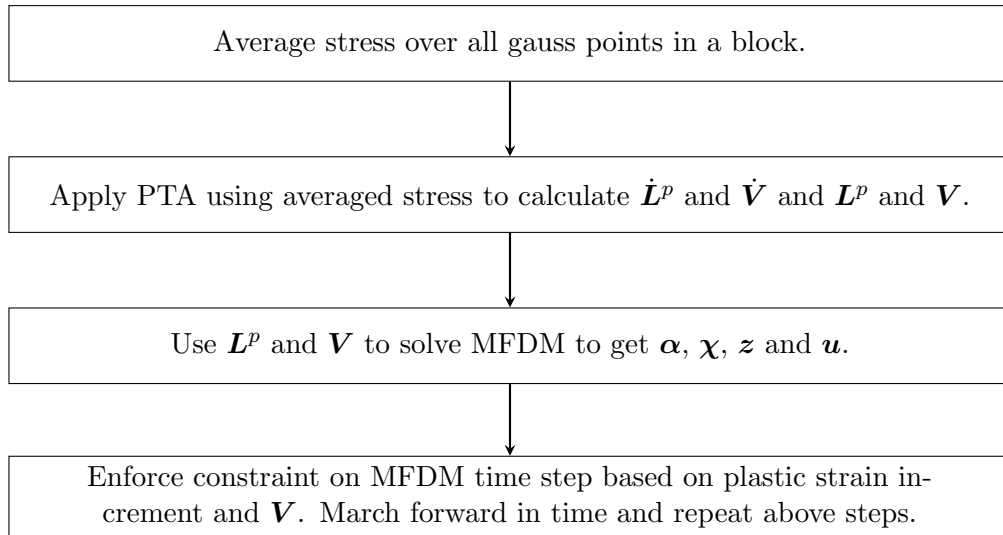 Average stress over all gauss points in a block.
Apply PTA using averaged stress to calculate L̇ᵖ and V̇ and Lᵖ and V.
Use Lᵖ and V to solve MFDM to get α, χ, z and u.
Enforce constraint on MFDM time step based on plastic strain in-
crement and V. March forward in time and repeat above steps.